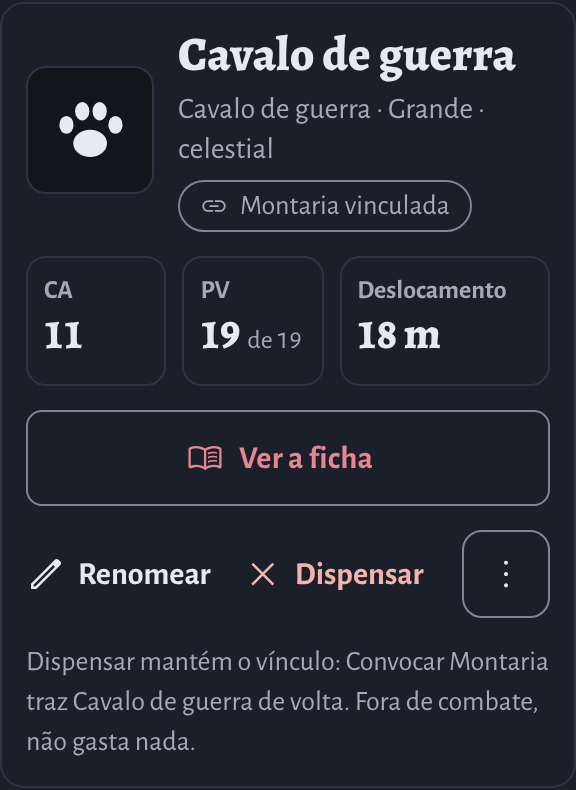 Cavalo de guerra
Cavalo de guerra · Grande ·
celestial
Montaria vinculada
CA
11
PV
19 de 19
Deslocamento
18 m
Ver a ficha
Renomear
Dispensar
Dispensar mantém o vínculo: Convocar Montaria
traz Cavalo de guerra de volta. Fora de combate,
não gasta nada.